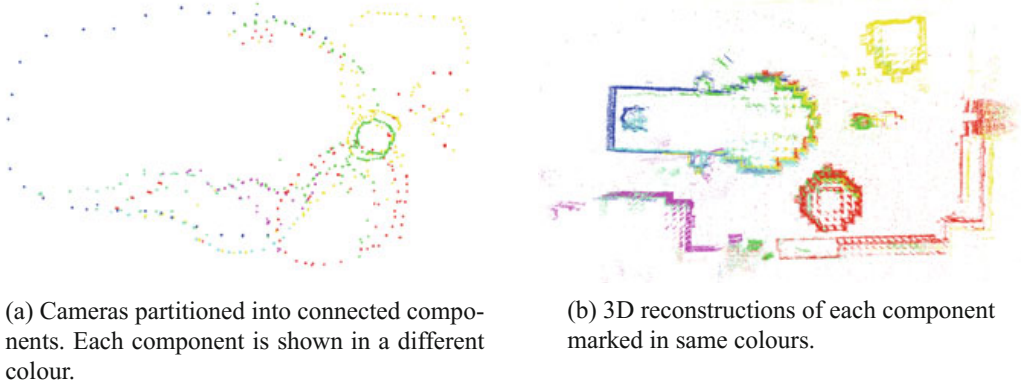 (a) Cameras partitioned into connected compo-
nents. Each component is shown in a different
colour.
(b) 3D reconstructions of each component
marked in same colours.